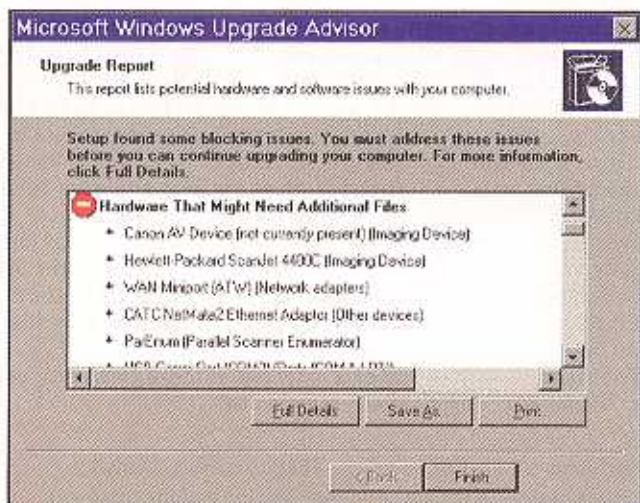 Microsoft Windows Upgrade Advisor
Upgrade Report
This report lists potential hardware and software issues with your computer.
Setup found some blocking issues. You must address these issues
before you can continue upgrading your computer. For more information,
click Full Details.
Hardware That Might Need Additional Files
Canon AV Device (not currently present) (Imaging Device)
Hewlett-Packard ScanJet 4400C (Imaging Device)
WAN Miniport (ATW) (Network adapters)
CATC NetMate2 Ethernet Adaptor (Other devices)
ParEnum (Parallel Scanner Enumerator)
Full Details
Save As
Print
< Back
Finish